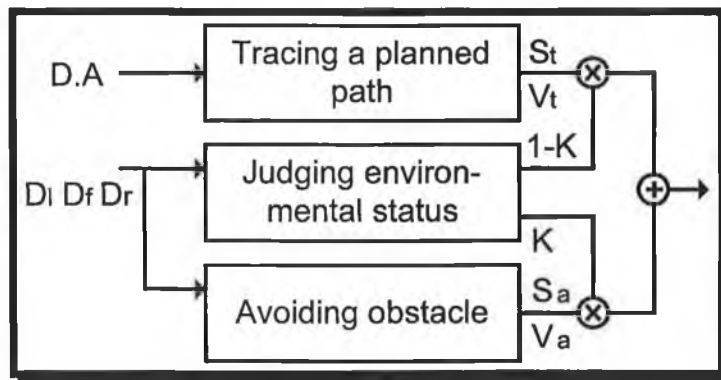 D.A
Tracing a planned
path
St
Vt
1-K
Dl Df Dr
Judging environ-
mental status
K
Avoiding obstacle
Sa
Va